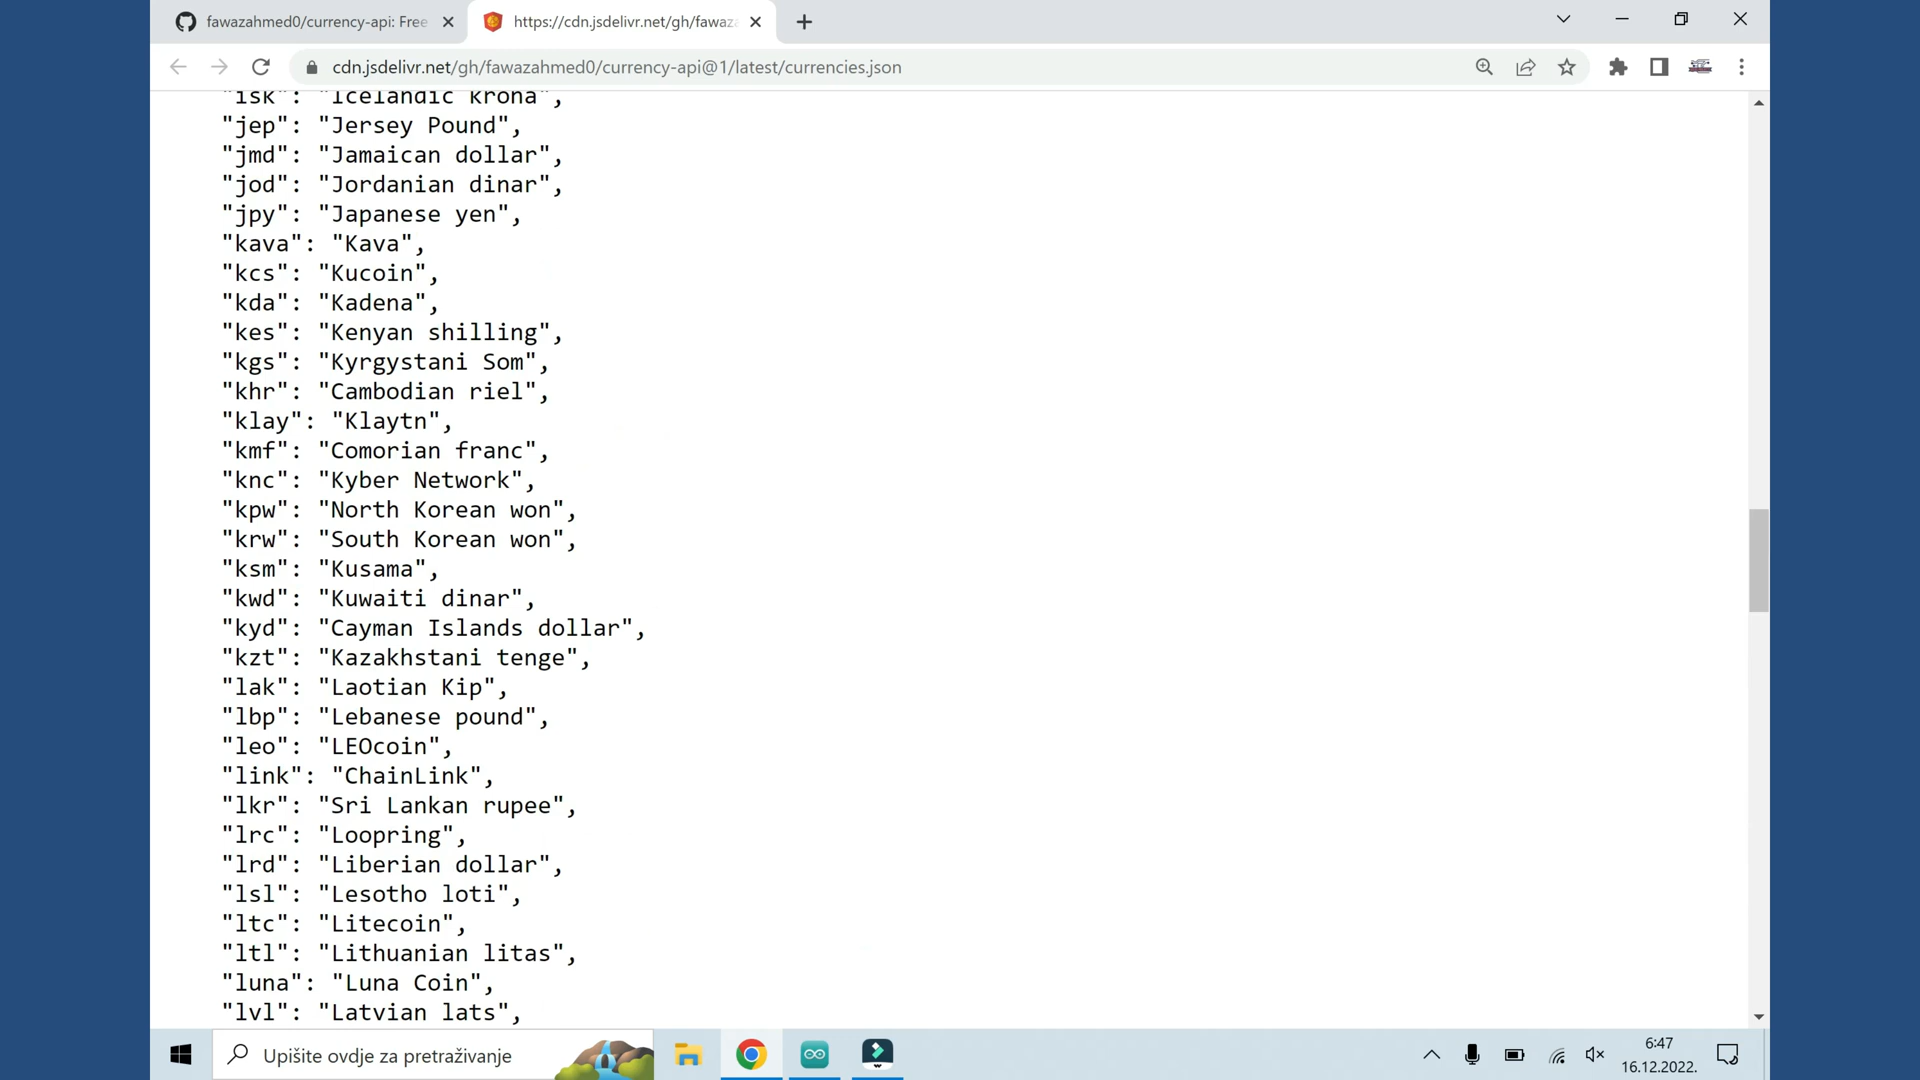 fawazahmed0/currency-api: Free
https://cdn.jsdelivr.net/gh/fawaz
cdn.jsdelivr.net/gh/fawazahmed0/currency-api@1/latest/currencies.json
"isk": "Icelandic krona",
"jep": "Jersey Pound",
"jmd": "Jamaican dollar",
"jod": "Jordanian dinar",
"jpy": "Japanese yen",
"kava": "Kava",
"kcs": "Kucoin",
"kda": "Kadena",
"kes": "Kenyan shilling",
"kgs": "Kyrgystani Som",
"khr": "Cambodian riel",
"klay": "Klaytn",
"kmf": "Comorian franc",
"knc": "Kyber Network",
"kpw": "North Korean won",
"krw": "South Korean won",
"ksm": "Kusama",
"kwd": "Kuwaiti dinar",
"kyd": "Cayman Islands dollar",
"kzt": "Kazakhstani tenge",
"lak": "Laotian Kip",
"lbp": "Lebanese pound",
"leo": "LEOcoin",
"link": "ChainLink",
"lkr": "Sri Lankan rupee",
"lrc": "Loopring",
"lrd": "Liberian dollar",
"lsl": "Lesotho loti",
"ltc": "Litecoin",
"ltl": "Lithuanian litas",
"luna": "Luna Coin",
"lvl": "Latvian lats",
Upišite ovdje za pretraživanje
6:47
16.12.2022.